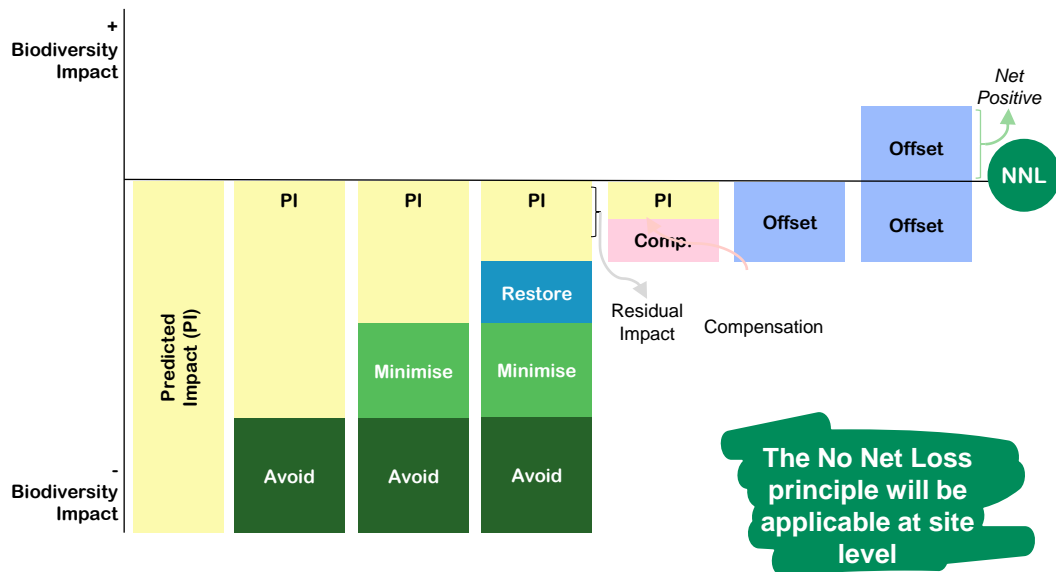 +
Biodiversity
Impact
Net
Positive
Offset
NNL
PI
PI
PI
PI
Comp.
Offset
Offset
Restore
Predicted
Impact (PI)
Residual
Impact
Compensation
Minimise
Minimise
Avoid
Avoid
Avoid
-
Biodiversity
Impact
The No Net Loss
principle will be
applicable at site
level